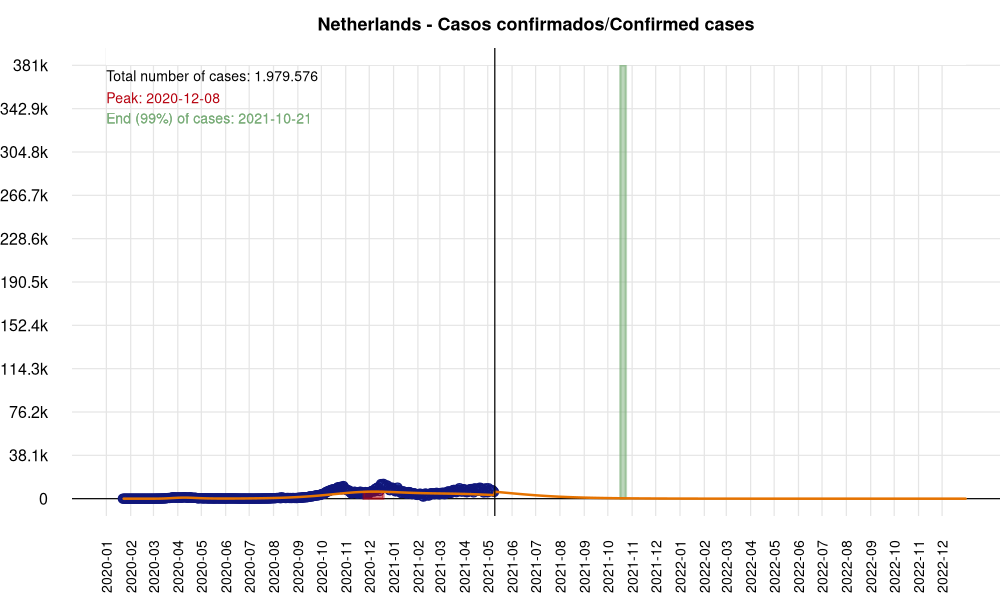 Netherlands - Casos confirmados/Confirmed cases
381k
Total number of cases: 1.979.576
Peak: 2020-12-08
342.9k
End (99%) of cases: 2021-10-21
304.8k
266.7k
228.6k
190.5k
152.4k
114.3k
76.2k
38.1k
0
2020-01
2020-02
2020-03
2020-04
2020-05
2020-06
2020-07
2020-08
2020-09
2020-10
2020-11
2020-12
2021-01
2021-02
2021-03
2021-04
2021-05
2021-06
2021-07
2021-08
2021-09
2021-10
2021-11
2021-12
2022-01
2022-02
2022-03
2022-04
2022-05
2022-06
2022-07
2022-08
2022-09
2022-10
2022-11
2022-12